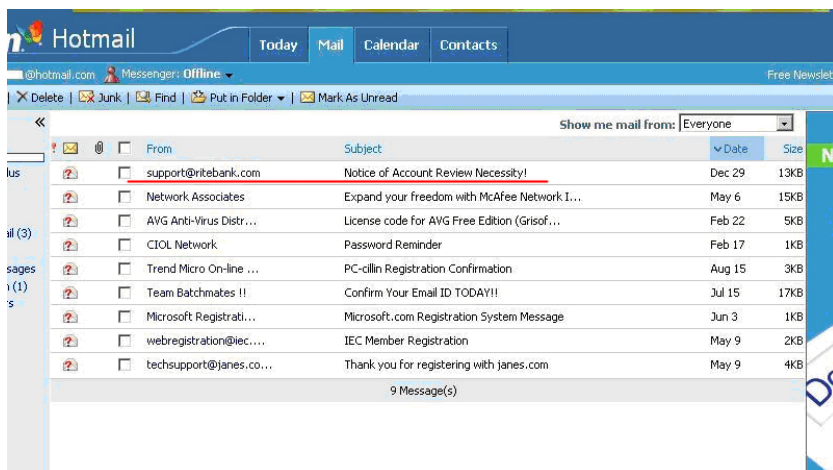 n Hotmail
Today Mail Calendar Contacts
@hotmail.com Messenger: Offline
Free Newslet
| Delete | Junk | Find | Put in Folder | Mark As Unread
«
Show me mail from: Everyone
! From Subject Date Size
lus
support@ritebank.com Notice of Account Review Necessity! Dec 29 13KB
Network Associates Expand your freedom with McAfee Network I... May 6 15KB
AVG Anti-Virus Distr... License code for AVG Free Edition (Grisof... Feb 22 5KB
ail (3)
CIOL Network Password Reminder Feb 17 1KB
sages
Trend Micro On-line ... PC-cillin Registration Confirmation Aug 15 3KB
(1)
Team Batchmates !! Confirm Your Email ID TODAY!! Jul 15 17KB
rs
Microsoft Registrati... Microsoft.com Registration System Message Jun 3 1KB
webregistration@iec.... IEC Member Registration May 9 2KB
techsupport@janes.co... Thank you for registering with janes.com May 9 4KB
9 Message(s)
N